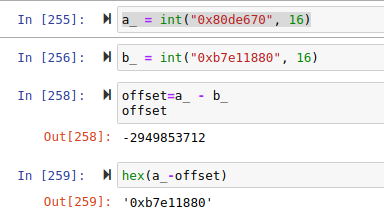 In [255]: a_ = int("0x80de670", 16)
In [256]: b_ = int("0xb7e11880", 16)
In [258]: offset=a_ - b_
offset
Out[258]: -2949853712
In [259]: hex(a_-offset)
Out[259]: '0xb7e11880'